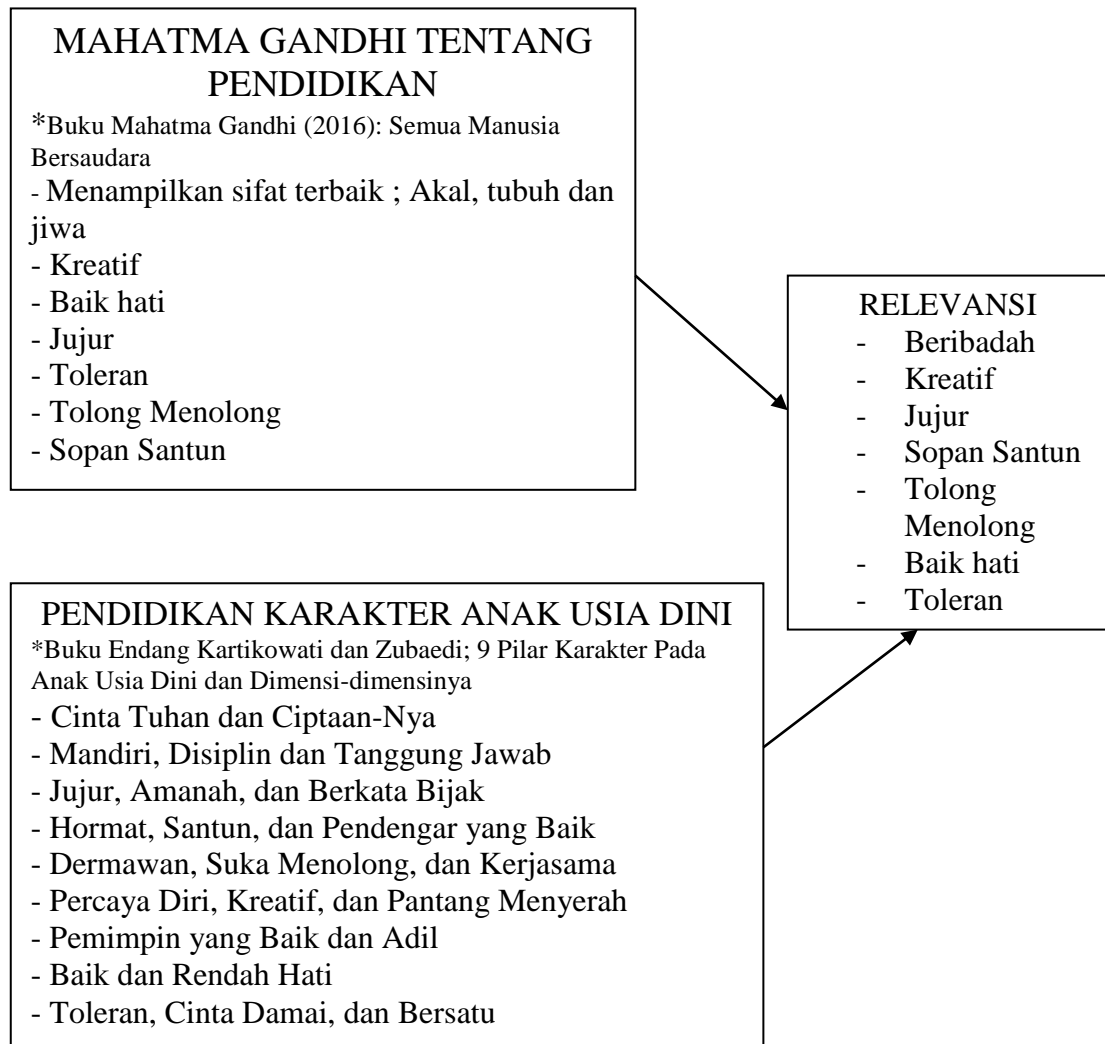 MAHATMA GANDHI TENTANG
PENDIDIKAN
*Buku Mahatma Gandhi (2016): Semua Manusia
Bersaudara
- Menampilkan sifat terbaik ; Akal, tubuh dan
jiwa
- Kreatif
- Baik hati
- Jujur
- Toleran
- Tolong Menolong
- Sopan Santun
RELEVANSI
- Beribadah
- Kreatif
- Jujur
- Sopan Santun
- Tolong
Menolong
- Baik hati
- Toleran
PENDIDIKAN KARAKTER ANAK USIA DINI
*Buku Endang Kartikowati dan Zubaedi; 9 Pilar Karakter Pada
Anak Usia Dini dan Dimensi-dimensinya
- Cinta Tuhan dan Ciptaan-Nya
- Mandiri, Disiplin dan Tanggung Jawab
- Jujur, Amanah, dan Berkata Bijak
- Hormat, Santun, dan Pendengar yang Baik
- Dermawan, Suka Menolong, dan Kerjasama
- Percaya Diri, Kreatif, dan Pantang Menyerah
- Pemimpin yang Baik dan Adil
- Baik dan Rendah Hati
- Toleran, Cinta Damai, dan Bersatu